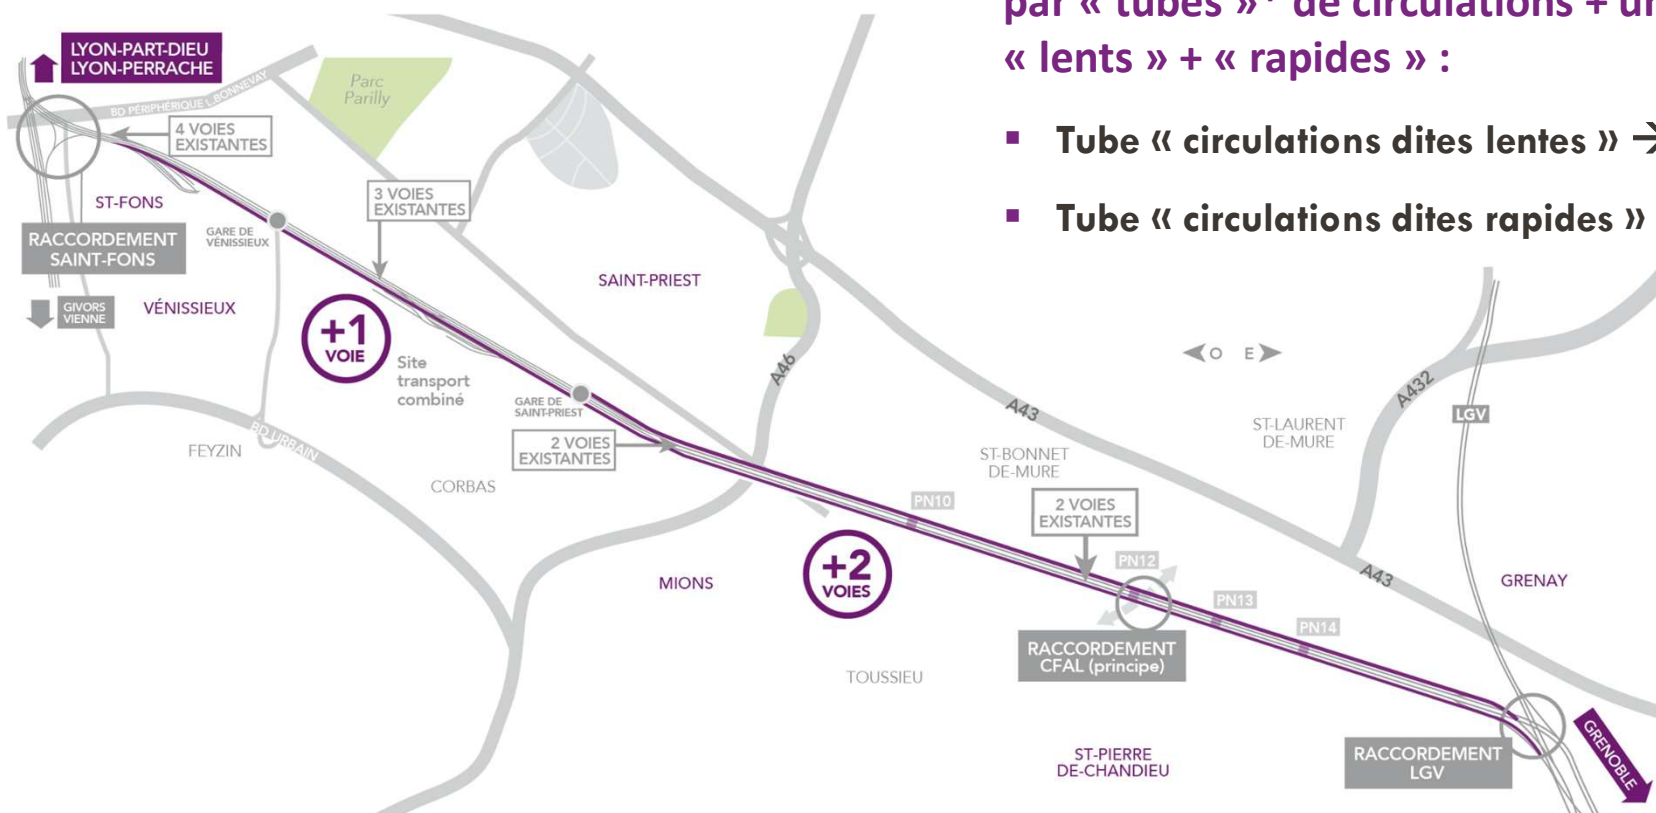 par « tubes »* de circulations + un
« lents » + « rapides » :
▪ Tube « circulations dites lentes » →
▪ Tube « circulations dites rapides »
LYON-PART-DIEU
LYON-PERRACHE
BD PÉRIPHÉRIQUE L.BONNEVAY
Parc
Parilly
4 VOIES
EXISTANTES
3 VOIES
EXISTANTES
ST-FONS
GARE DE
VÉNISSIEUX
RACCORDEMENT
SAINT-FONS
SAINT-PRIEST
GIVORS
VIENNE
VÉNISSIEUX
+1
VOIE
Site
transport
combiné
A46
O E
GARE DE
SAINT-PRIEST
A43
A432
LGV
ST-LAURENT
DE-MURE
BD URBAIN
FEYZIN
2 VOIES
EXISTANTES
ST-BONNET
DE-MURE
CORBAS
PN10
2 VOIES
EXISTANTES
+2
VOIES
MIONS
PN12
A43
GRENAY
PN13
PN14
RACCORDEMENT
CFAL (principe)
TOUSSIEU
ST-PIERRE
DE-CHANDIEU
RACCORDEMENT
LGV
GRENOBLE